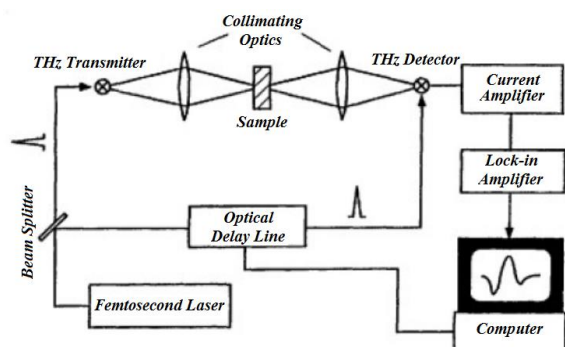 Collimating
Optics
THz Transmitter
THz Detector
Current
Amplifier
Sample
Lock-in
Amplifier
Beam Splitter
Optical
Delay Line
Femtosecond Laser
Computer